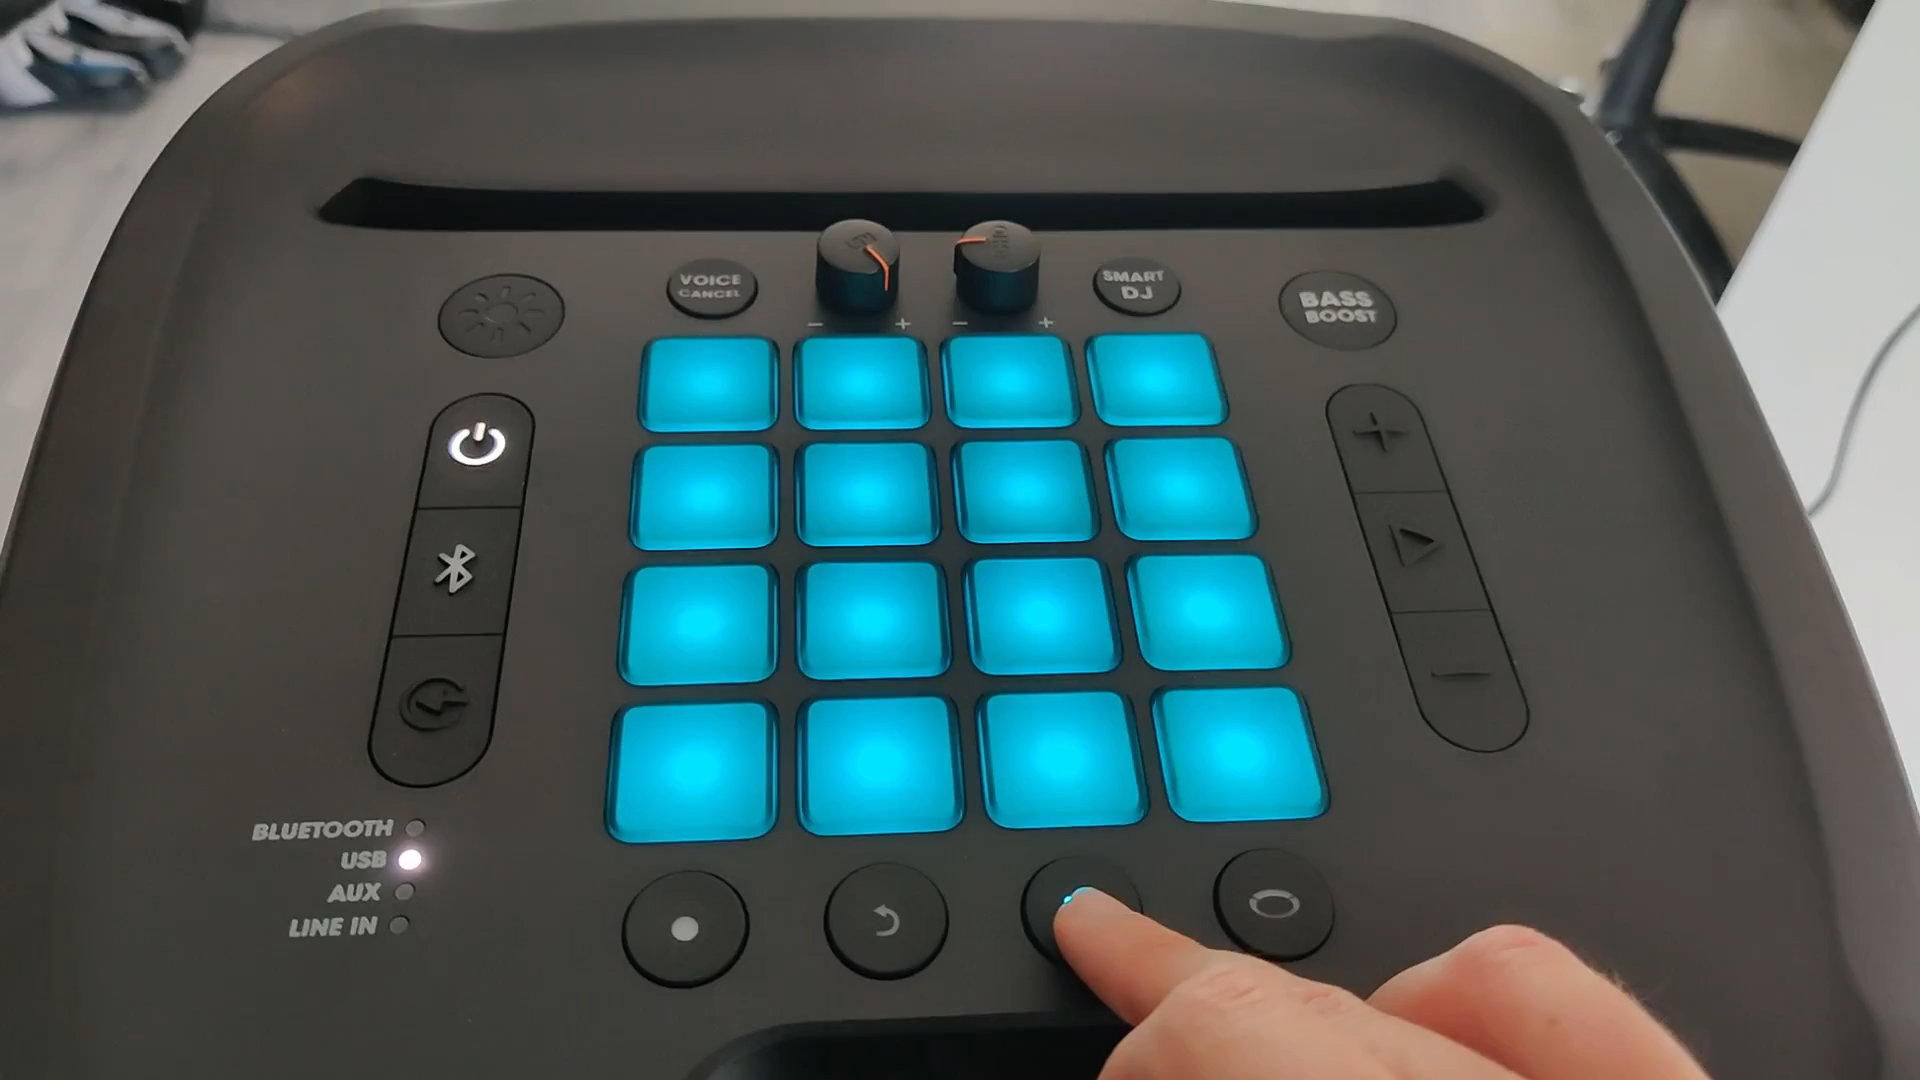 VOICE
CANCEL
SMART
DJ
BASS
BOOST
- + - +
BLUETOOTH
USB
AUX
LINE IN